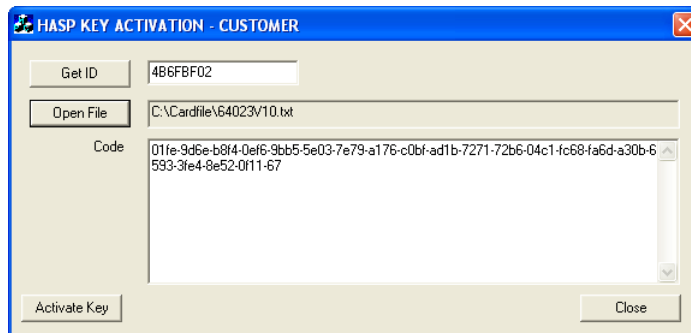 HASP KEY ACTIVATION - CUSTOMER
Get ID
4B6FBF02
Open File
C:\Cardfile\64023V10.txt
Code
01fe-9d6e-b8f4-0ef6-9bb5-5e03-7e79-a176-c0bf-ad1b-7271-72b6-04c1-fc68-fa6d-a30b-6
593-3fe4-8e52-0f11-67
Activate Key
Close